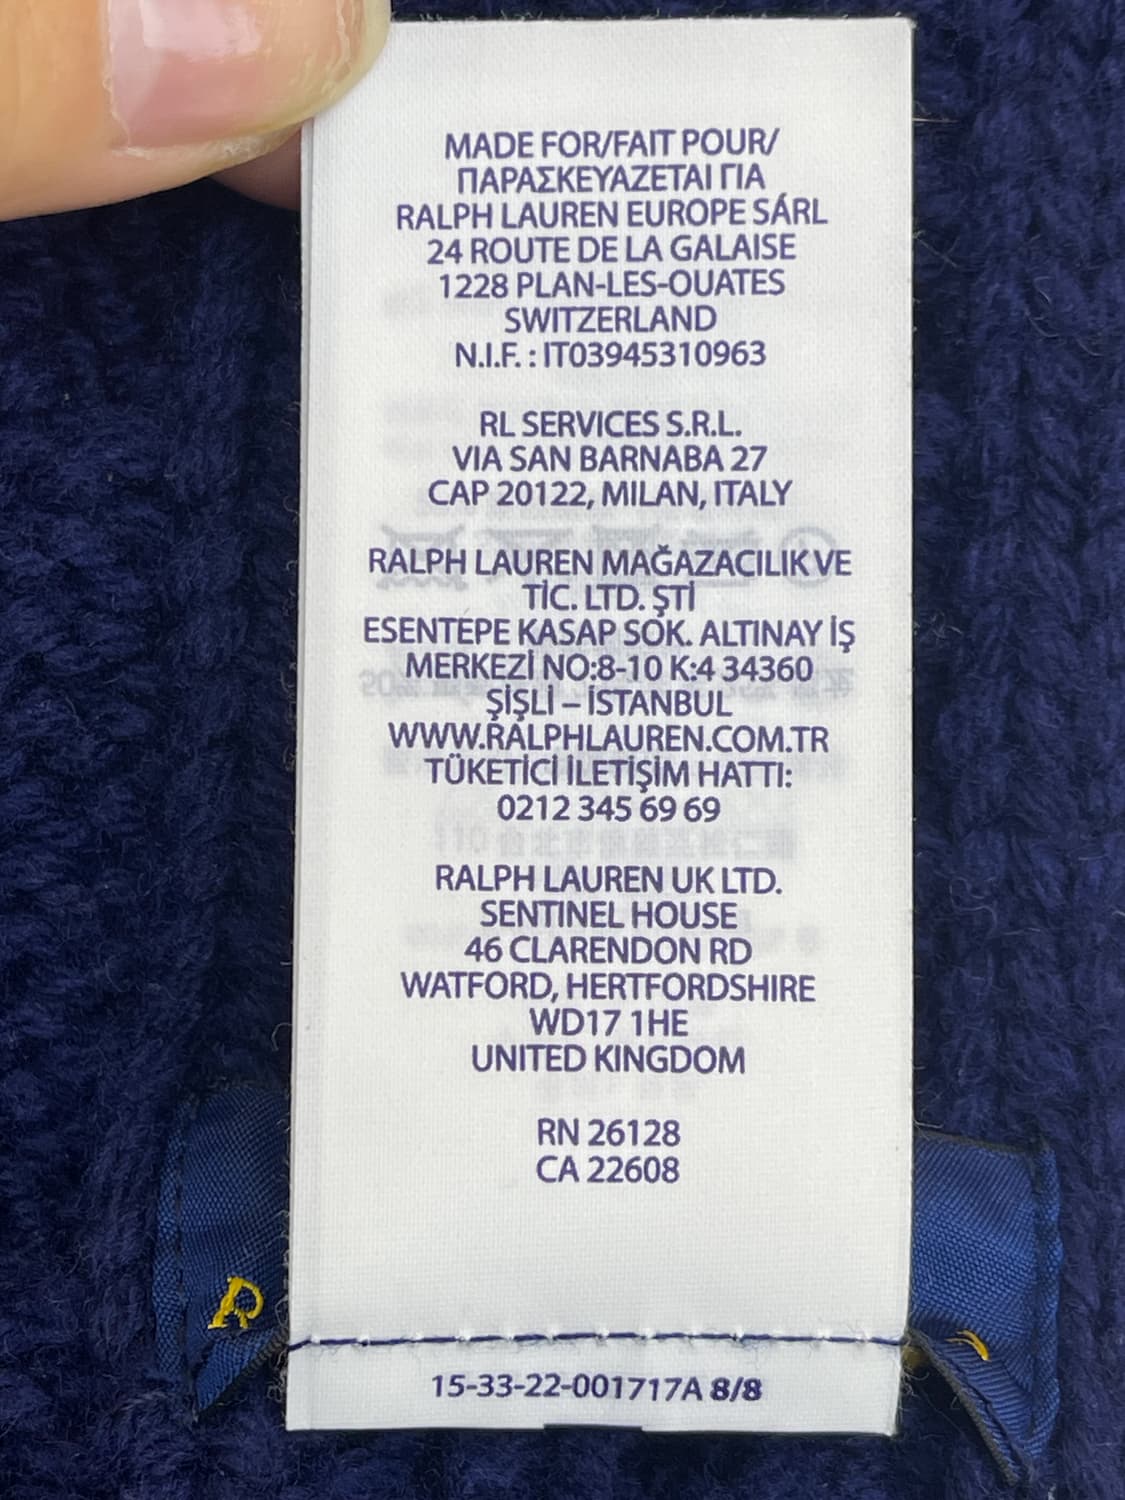 MADE FOR/FAIT POUR/
ΠΑΡΑΣΚΕΥΑΖΕΤΑΙ ΓΙΑ
RALPH LAUREN EUROPE SÁRL
24 ROUTE DE LA GALAISE
1228 PLAN-LES-OUATES
SWITZERLAND
N.I.F. : IT03945310963
RL SERVICES S.R.L.
VIA SAN BARNABA 27
CAP 20122, MILAN, ITALY
RALPH LAUREN MAĞAZACILIK VE
TİC. LTD. ŞTİ
ESENTEPE KASAP SOK. ALTINAY İŞ
MERKEZİ NO:8-10 K:4 34360
ŞİŞLİ – İSTANBUL
WWW.RALPHLAUREN.COM.TR
TÜKETİCİ İLETİŞİM HATTI:
0212 345 69 69
RALPH LAUREN UK LTD.
SENTINEL HOUSE
46 CLARENDON RD
WATFORD, HERTFORDSHIRE
WD17 1HE
UNITED KINGDOM
RN 26128
CA 22608
R
15-33-22-001717A 8/8